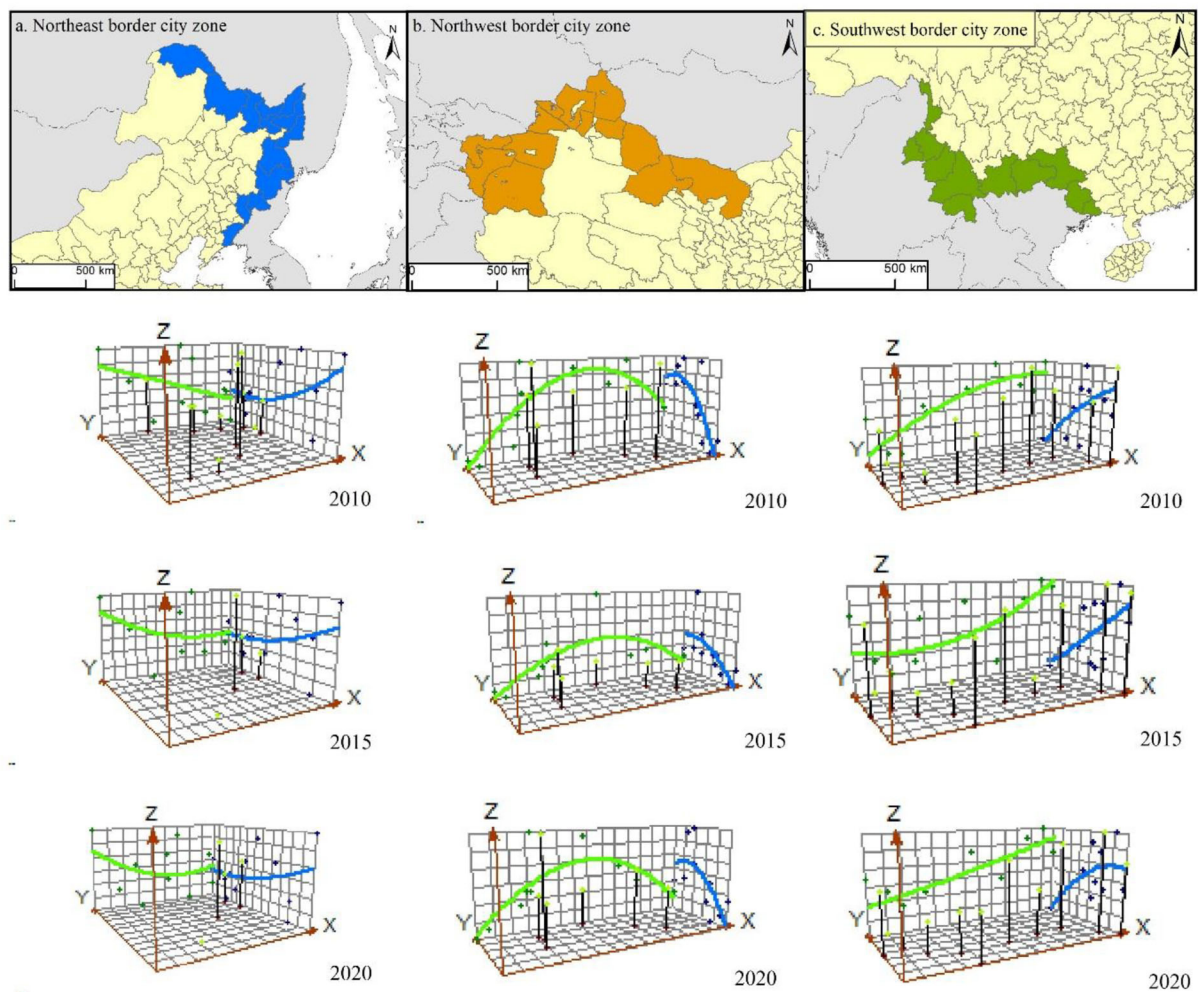 a. Northeast border city zone
N
0
500 km
b. Northwest border city zone
N
0
500 km
c. Southwest border city zone
N
0
500 km
Z
Y
X
2010
Z
Y
X
2010
Z
Y
X
2010
Z
Y
X
2015
Z
Y
X
2015
Z
Y
X
2015
Z
Y
X
2020
Z
Y
X
2020
Z
Y
X
2020